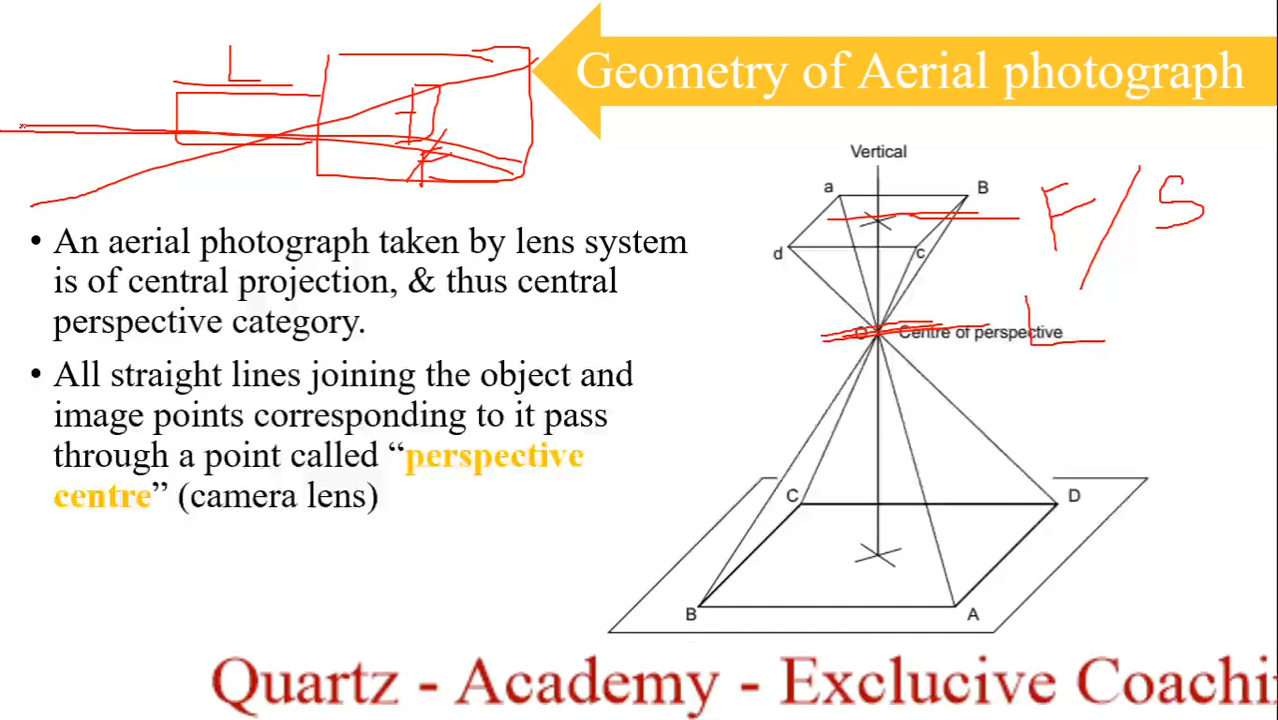 Geometry of Aerial photograph
L
Vertical
a
B
F/S
d
c
• An aerial photograph taken by lens system
is of central projection, & thus central
perspective category.
O Centre of perspective
L
• All straight lines joining the object and
image points corresponding to it pass
through a point called “perspective
centre” (camera lens)
C
D
B
A
Quartz - Academy - Exclucive Coachi